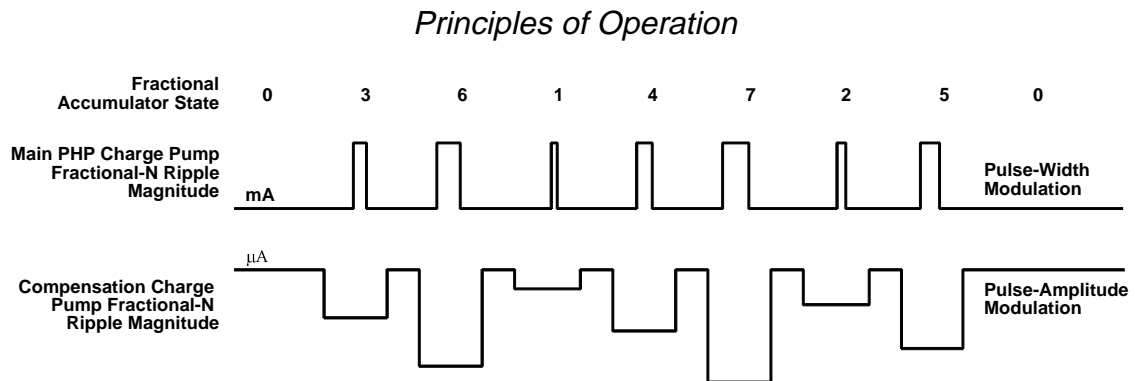 Principles of Operation
Fractional
Accumulator State
0 3 6 1 4 7 2 5 0
Main PHP Charge Pump
Fractional-N Ripple
Magnitude
mA
Pulse-Width
Modulation
μA
Compensation Charge
Pump Fractional-N
Ripple Magnitude
Pulse-Amplitude
Modulation